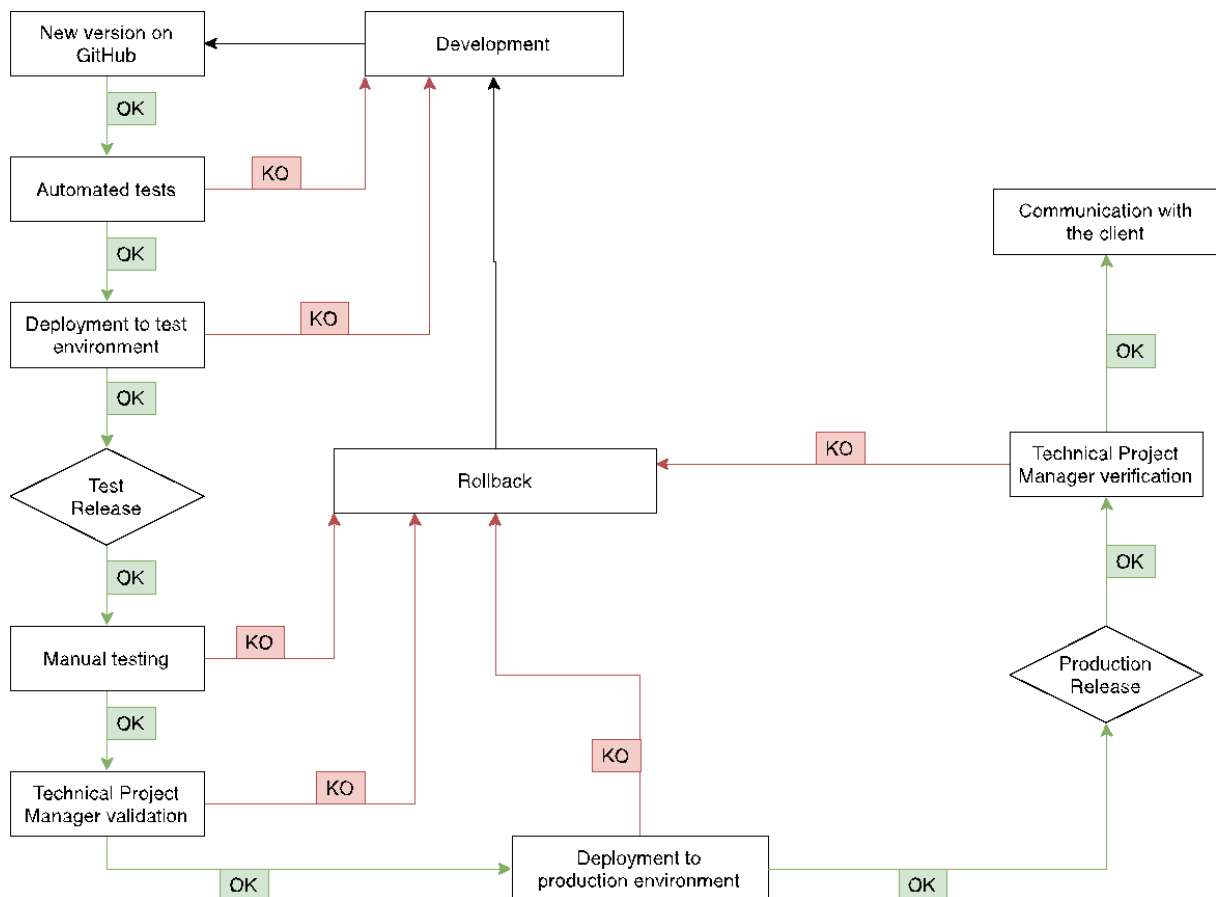 New version on
GitHub
Development
OK
Automated tests
KO
Communication with
the client
OK
Deployment to test
environment
KO
OK
OK
Test
Release
Rollback
KO
Technical Project
Manager verification
OK
OK
Manual testing
KO
Production
Release
OK
Technical Project
Manager validation
KO
KO
OK
Deployment to
production environment
OK